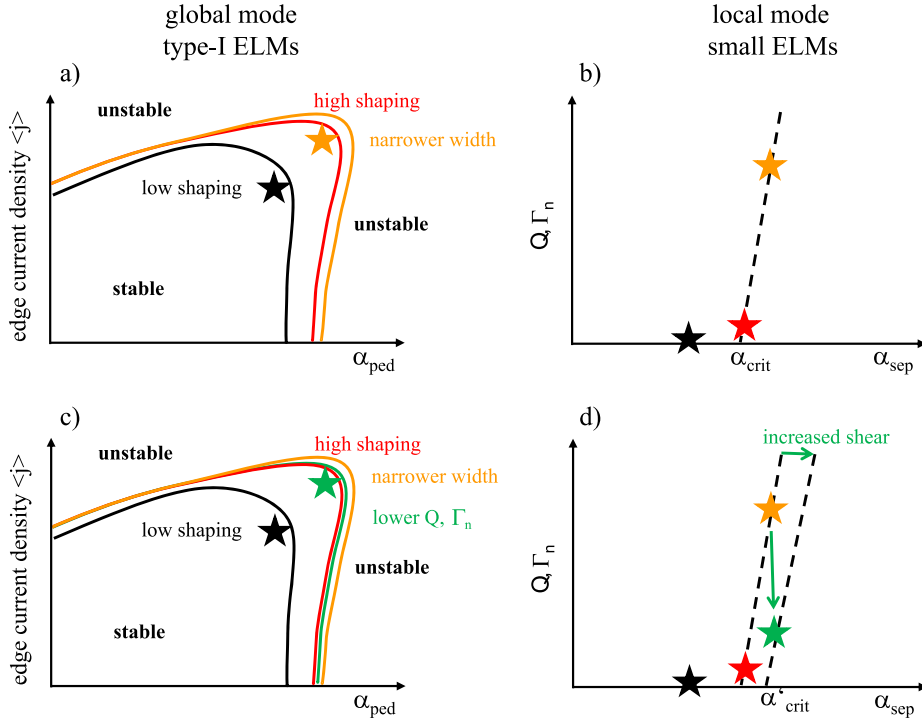 global mode
type-I ELMs
local mode
small ELMs
a)
unstable
high shaping
narrower width
low shaping
unstable
stable
edge current density <j>
α_ped
b)
Q, Γ_n
α_crit
α_sep
c)
unstable
high shaping
narrower width
low shaping
lower Q, Γ_n
unstable
stable
edge current density <j>
α_ped
d)
increased shear
Q, Γ_n
α‘_crit
α_sep